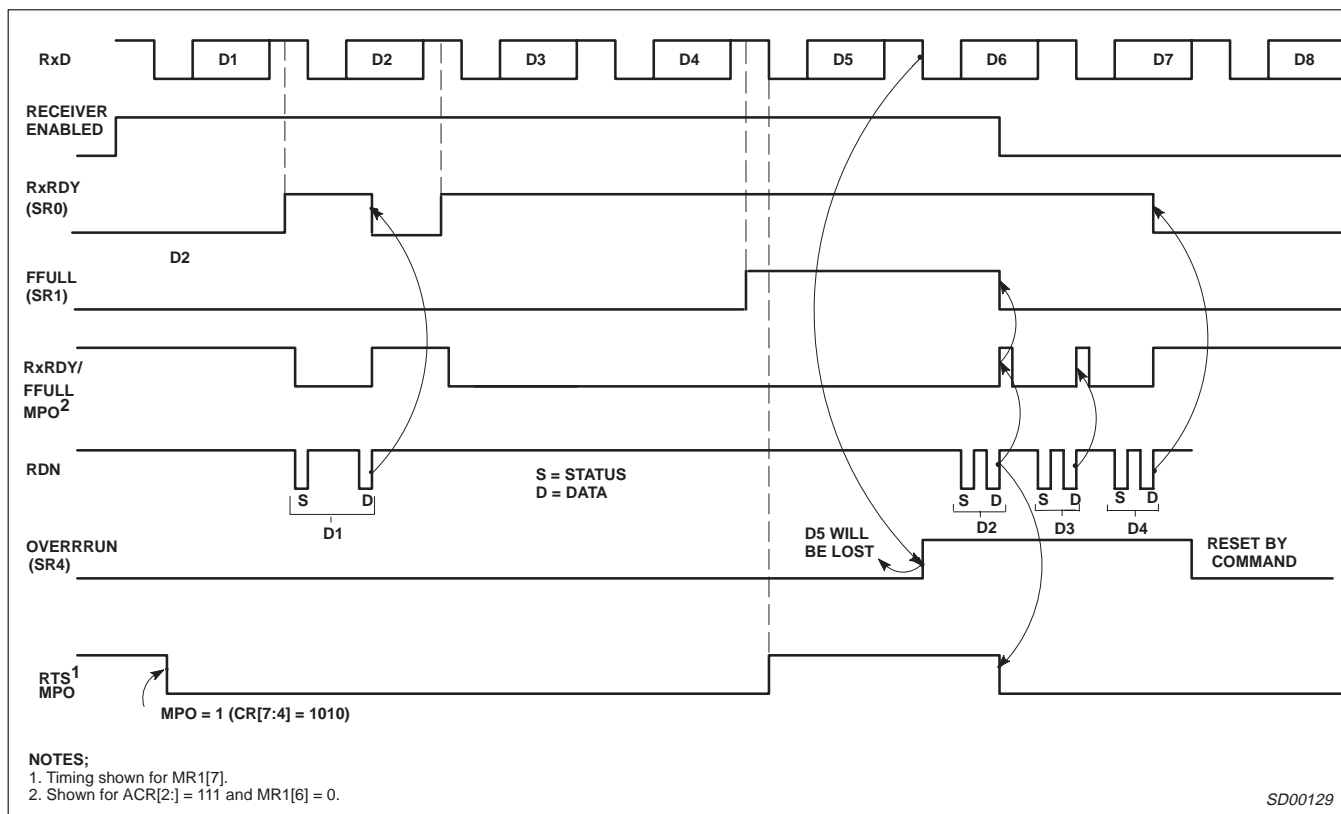 RxD
D1
D2
D3
D4
D5
D6
D7
D8
RECEIVER
ENABLED
RxRDY
(SR0)
D2
FFULL
(SR1)
RxRDY/
FFULL
MPO2
RDN
S
D
D1
S = STATUS
D = DATA
S
D
D2
S
D
D3
S
D
D4
OVERRRUN
(SR4)
D5 WILL
BE LOST
RESET BY
COMMAND
RTS1
MPO
MPO = 1 (CR[7:4] = 1010)
NOTES;
1. Timing shown for MR1[7].
2. Shown for ACR[2:] = 111 and MR1[6] = 0.
SD00129